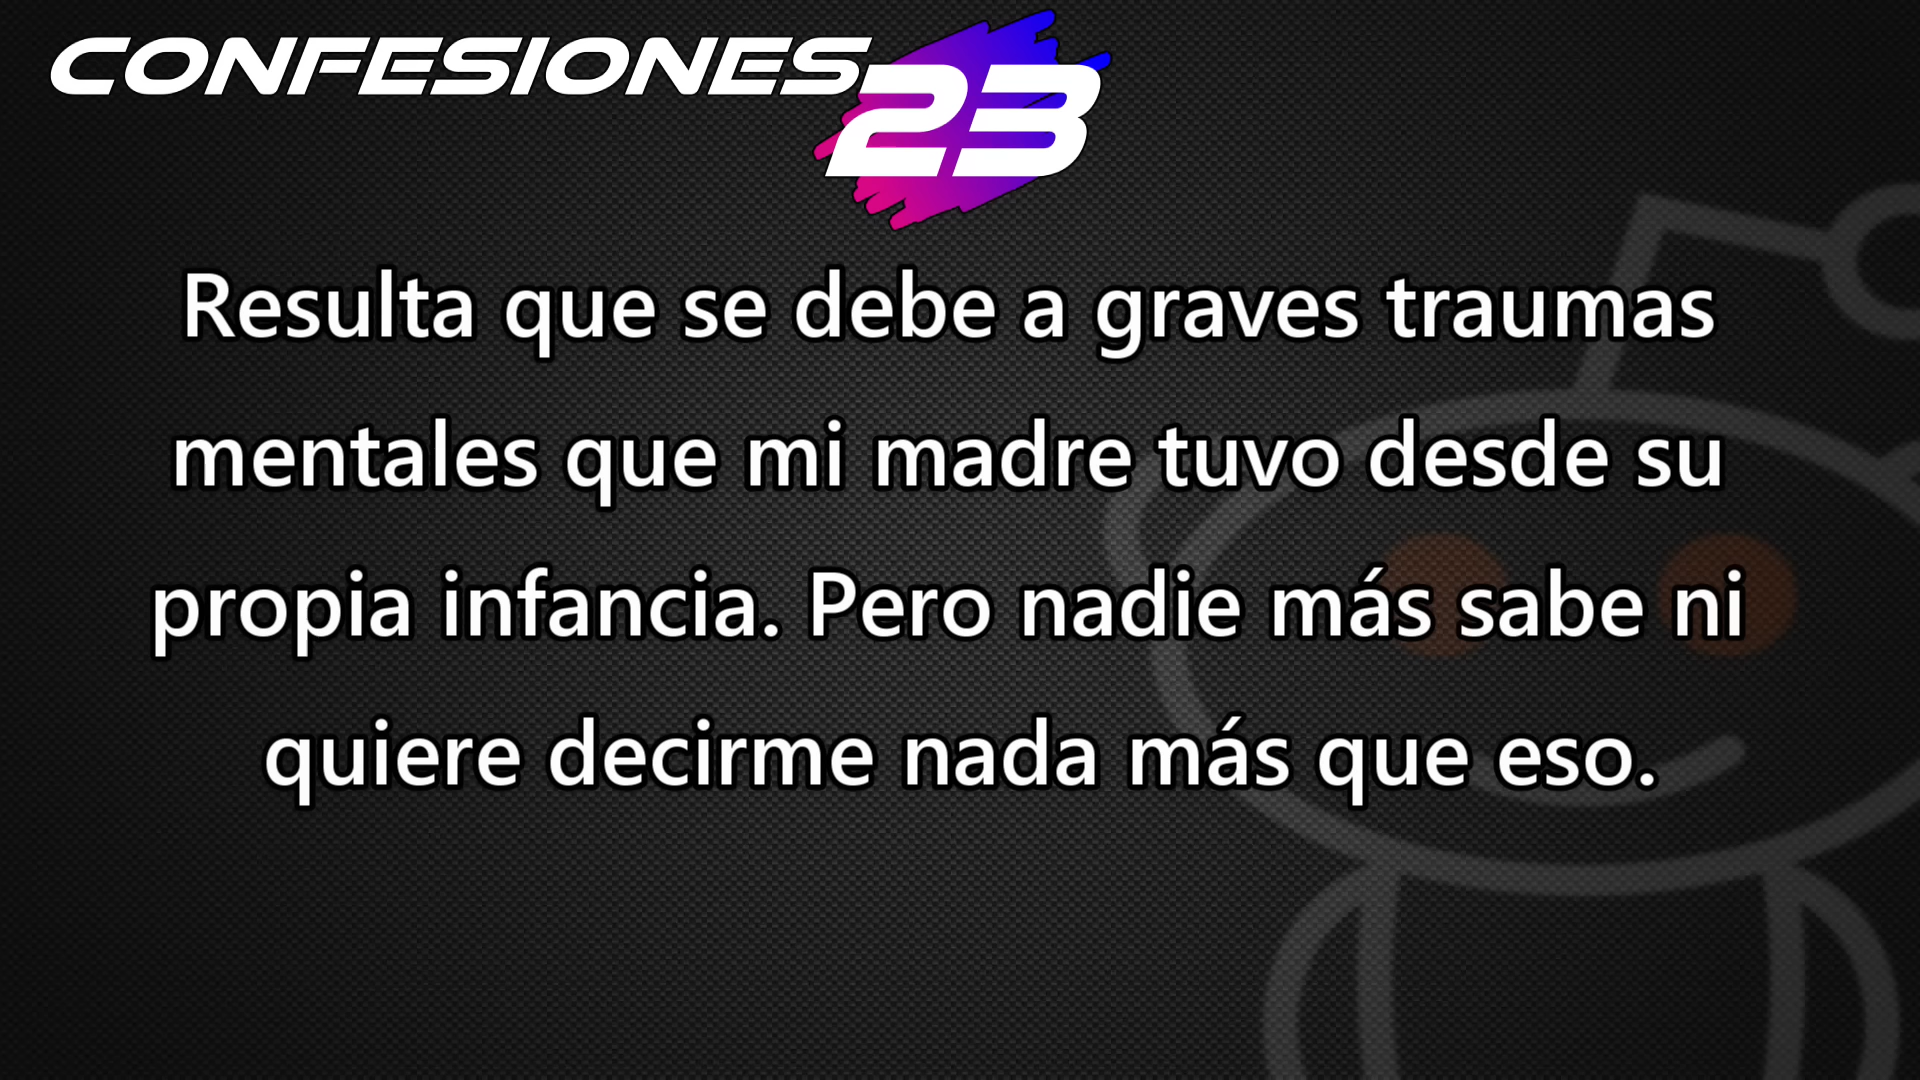 CONFESIONES
23
Resulta que se debe a graves traumas
mentales que mi madre tuvo desde su
propia infancia. Pero nadie más sabe ni
quiere decirme nada más que eso.